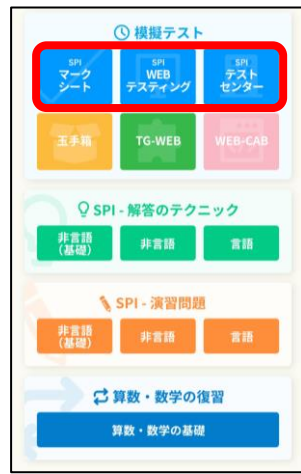 模擬テスト
SPI
マーク
シート
SPI
WEB
テスティング
SPI
テスト
センター
玉手箱
TG-WEB
WEB-CAB
SPI - 解答のテクニック
非言語
(基礎)
非言語
言語
SPI - 演習問題
非言語
(基礎)
非言語
言語
算数・数学の復習
算数・数学の基礎